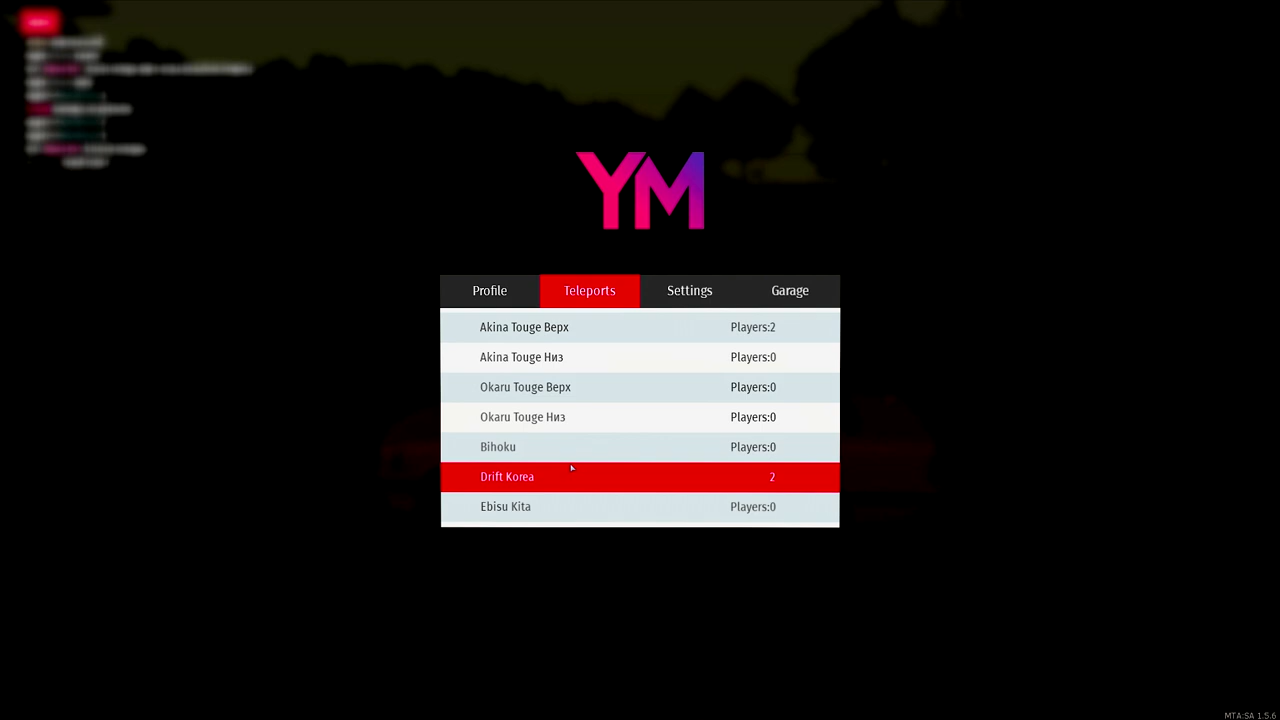 YM
Profile Teleports Settings Garage
Akina Touge Верх Players:2
Akina Touge Низ Players:0
Okaru Touge Верх Players:0
Okaru Touge Низ Players:0
Bihoku Players:0
Drift Korea 2
Ebisu Kita Players:0
MTA:SA 1.5.6